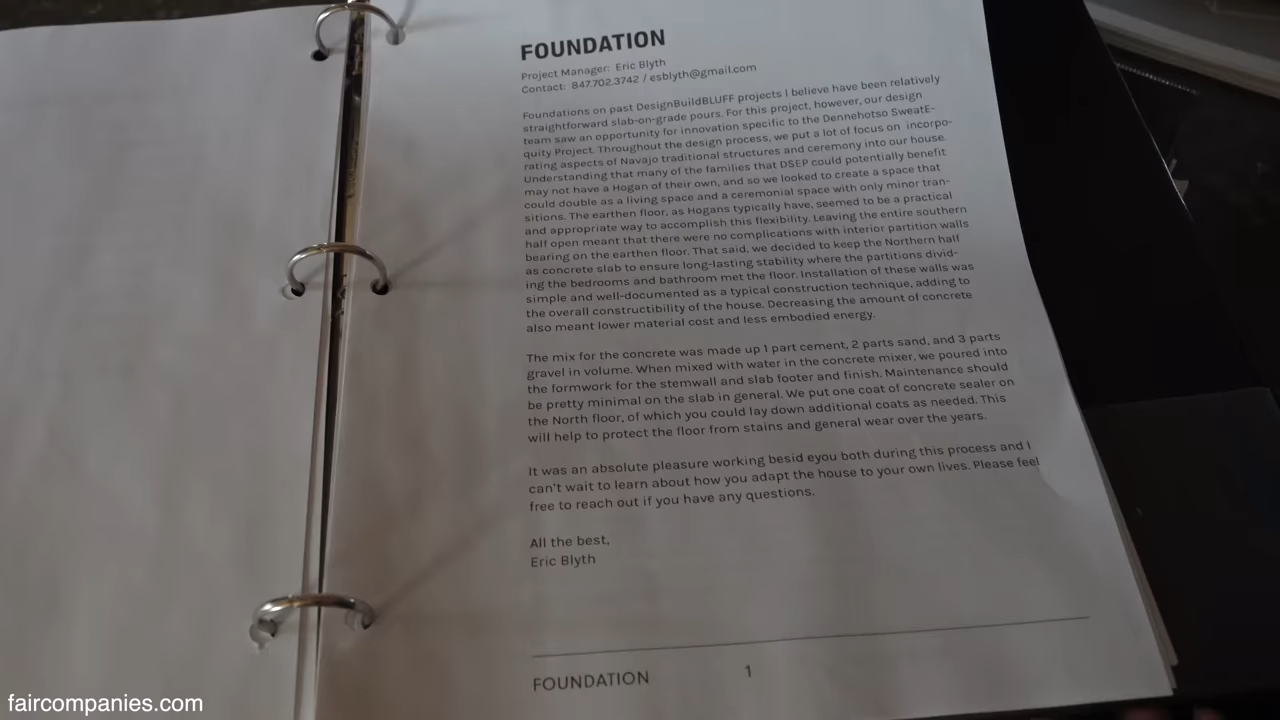 FOUNDATION
Project Manager: Eric Blyth
Contact: 847.702.3742 / esblyth@gmail.com
Foundations on past DesignBuildBLUFF projects I believe have been relatively
straightforward slab-on-grade pours. For this project, however, our design
team saw an opportunity for innovation specific to the Dennehotso SweatE-
quity Project. Throughout the design process, we put a lot of focus on incorpo-
rating aspects of Navajo traditional structures and ceremony into our house.
Understanding that many of the families that DSEP could potentially benefit
may not have a Hogan of their own, and so we looked to create a space that
could double as a living space and a ceremonial space with only minor tran-
sitions. The earthen floor, as Hogans typically have, seemed to be a practical
and appropriate way to accomplish this flexibility. Leaving the entire southern
half open meant that there were no complications with interior partition walls
bearing on the earthen floor. That said, we decided to keep the Northern half
as concrete slab to ensure long-lasting stability where the partitions divid-
ing the bedrooms and bathroom met the floor. Installation of these walls was
simple and well-documented as a typical construction technique, adding to
the overall constructibility of the house. Decreasing the amount of concrete
also meant lower material cost and less embodied energy.
The mix for the concrete was made up 1 part cement, 2 parts sand, and 3 parts
gravel in volume. When mixed with water in the concrete mixer, we poured into
the formwork for the stemwall and slab footer and finish. Maintenance should
be pretty minimal on the slab in general. We put one coat of concrete sealer on
the North floor, of which you could lay down additional coats as needed. This
will help to protect the floor from stains and general wear over the years.
It was an absolute pleasure working besid eyou both during this process and I
can't wait to learn about how you adapt the house to your own lives. Please feel
free to reach out if you have any questions.
All the best,
Eric Blyth
FOUNDATION 1
faircompanies.com